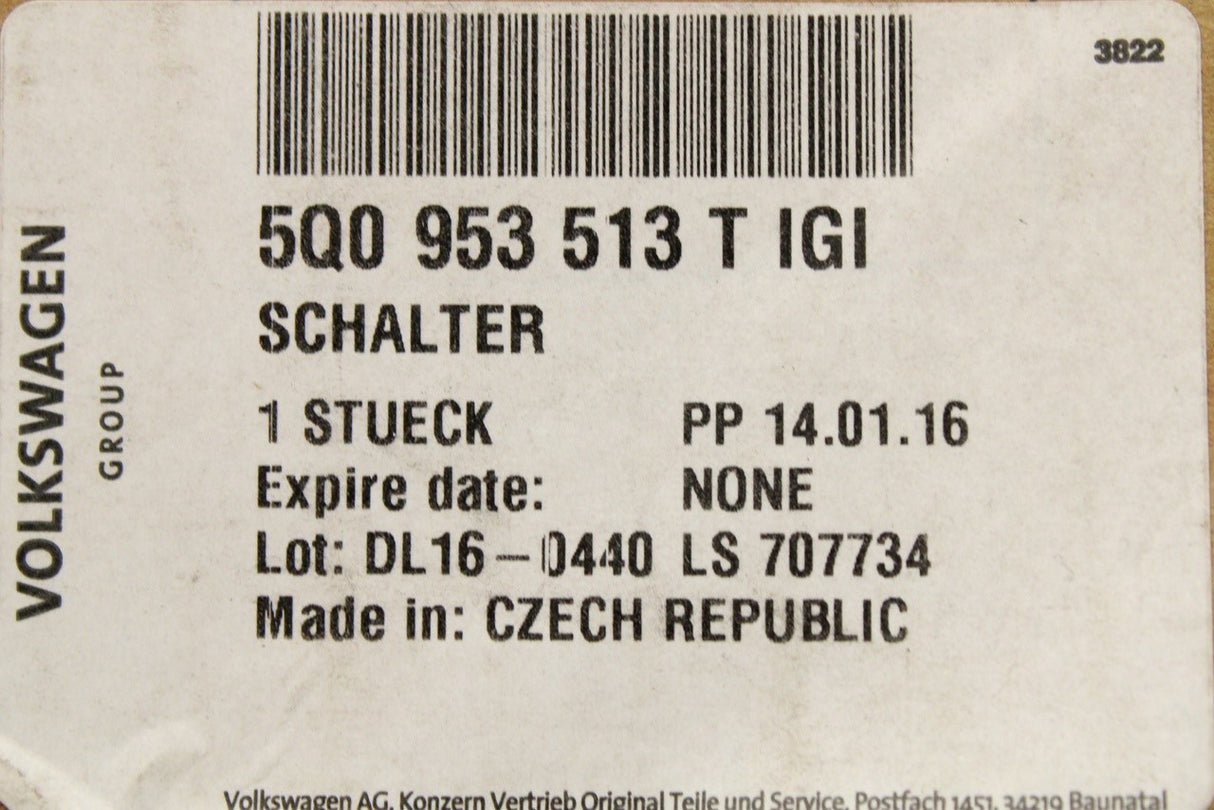 3822
5Q0 953 513 T IGI
SCHALTER
1 STUECK PP 14.01.16
Expire date: NONE
Lot: DL16-0440 LS 707734
Made in: CZECH REPUBLIC
VOLKSWAGEN
GROUP
Volkswagen AG, Konzern Vertrieb Original Teile und Service, Postfach 1451, 34219 Baunatal